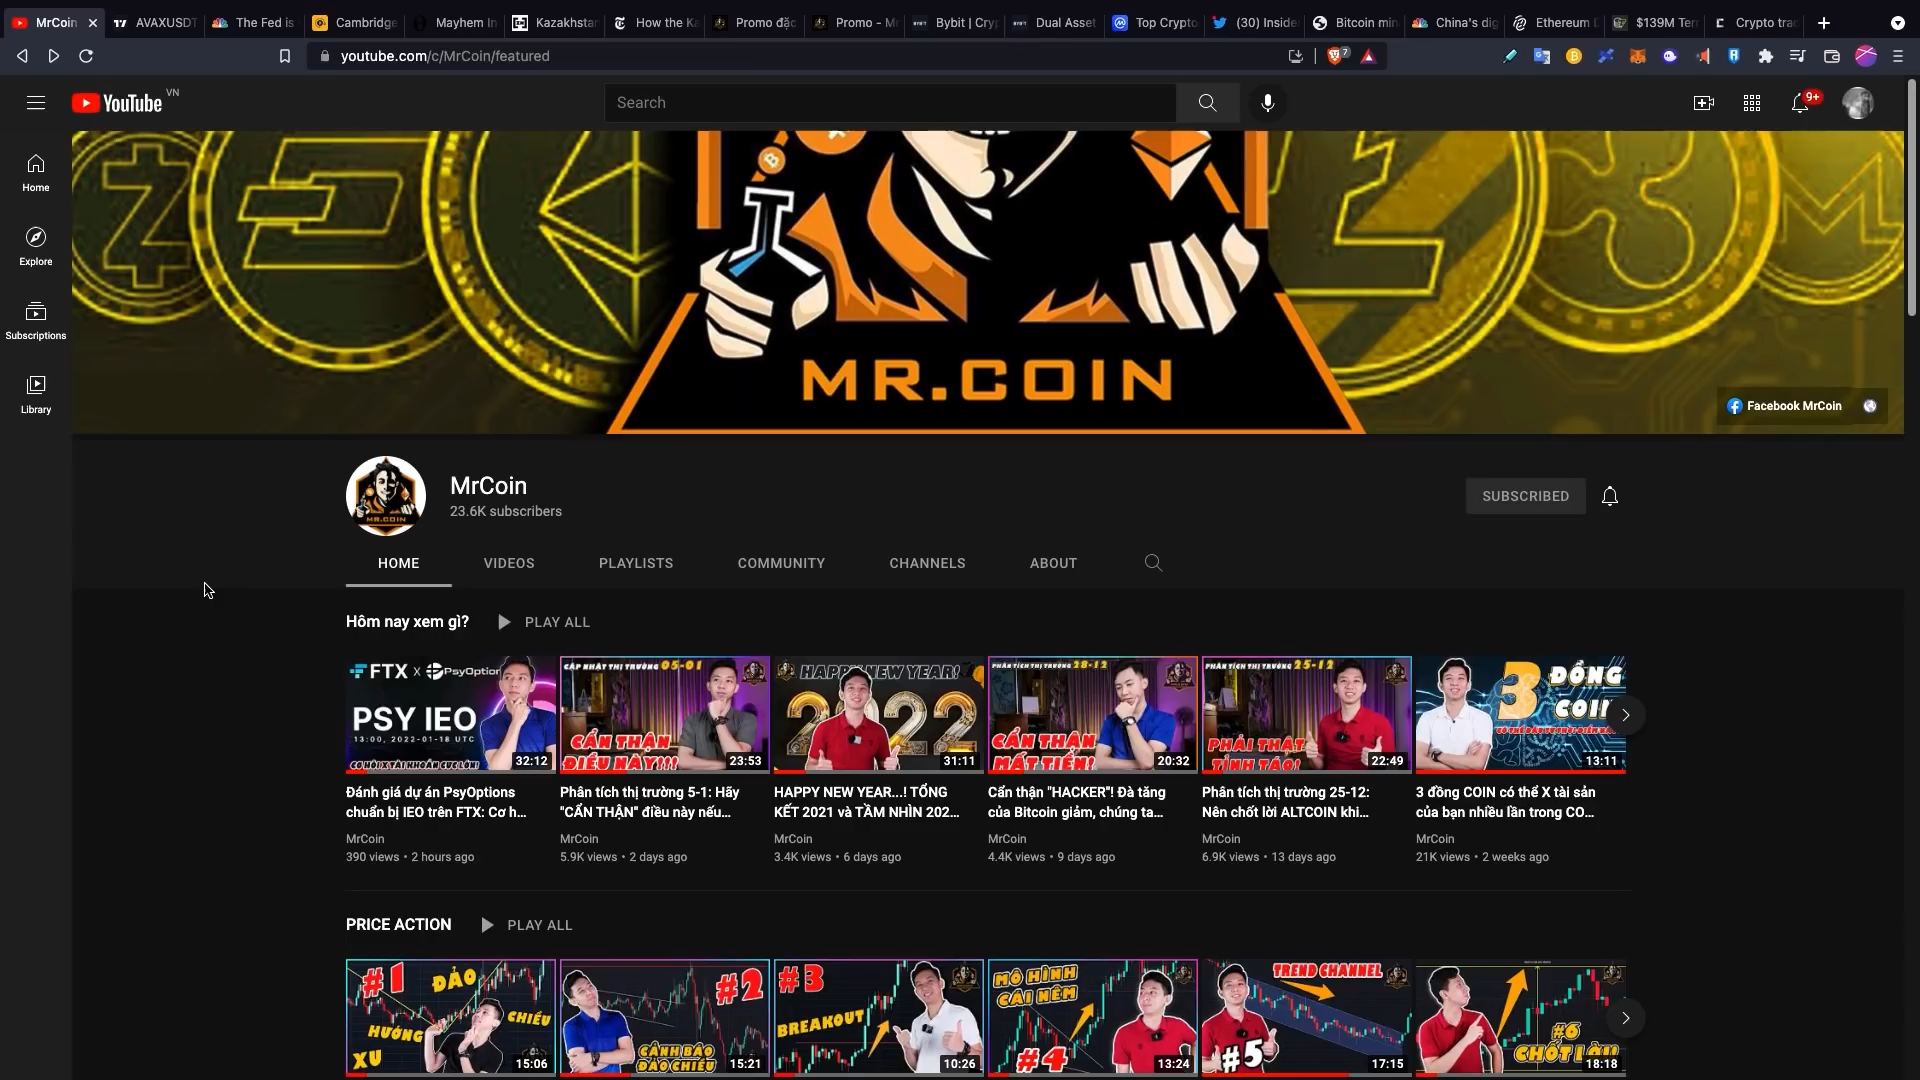 MrCoin
AVAXUSDT
The Fed is
Cambridge
Mayhem in
Kazakhstan
How the Ka
Promo đặc
Promo - Mr
Bybit | Cry
Dual Asset
Top Crypto
(30) Inside
Bitcoin min
China's dig
Ethereum D
$139M Ter
Crypto trac
youtube.com/c/MrCoin/featured
7
YouTube
VN
Search
9+
Home
Explore
Subscriptions
Library
MR.COIN
Facebook MrCoin
MR.COIN
MrCoin
23.6K subscribers
SUBSCRIBED
HOME
VIDEOS
PLAYLISTS
COMMUNITY
CHANNELS
ABOUT
Hôm nay xem gì?
PLAY ALL
FTX x PsyOption
PSY IEO
13:00, 2022-01-18 UTC
CƠ HỘI X TÀI KHOẢN CỰC LỚN!
32:12
CẬP NHẬT THỊ TRƯỜNG 05-01
CẨN THẬN
ĐIỀU NÀY!!!
23:53
HAPPY NEW YEAR!
2022
31:11
PHÂN TÍCH THỊ TRƯỜNG 28-12
CẨN THẬN
MẤT TIỀN!
20:32
PHÂN TÍCH THỊ TRƯỜNG 25-12
PHẢI THẬT
TỈNH TÁO!
22:49
3 ĐỒNG
COIN
13:11
Đánh giá dự án PsyOptions
chuẩn bị IEO trên FTX: Cơ h...
MrCoin
390 views • 2 hours ago
Phân tích thị trường 5-1: Hãy
"CẨN THẬN" điều này nếu...
MrCoin
5.9K views • 2 days ago
HAPPY NEW YEAR...! TỔNG
KẾT 2021 và TẦM NHÌN 202...
MrCoin
3.4K views • 6 days ago
Cẩn thận "HACKER"! Đà tăng
của Bitcoin giảm, chúng ta...
MrCoin
4.4K views • 9 days ago
Phân tích thị trường 25-12:
Nên chốt lời ALTCOIN khi...
MrCoin
6.9K views • 13 days ago
3 đồng COIN có thể X tài sản
của bạn nhiều lần trong CO...
MrCoin
21K views • 2 weeks ago
PRICE ACTION
PLAY ALL
#1 ĐẢO
CHIỀU
HƯỚNG
XU
15:06
#2
CẢNH BÁO
ĐẢO CHIỀU
15:21
#3
BREAKOUT
10:26
MÔ HÌNH
CÁI NÊM
#4
13:24
TREND CHANNEL
#5
17:15
#6
CHỐT LỜI
18:18